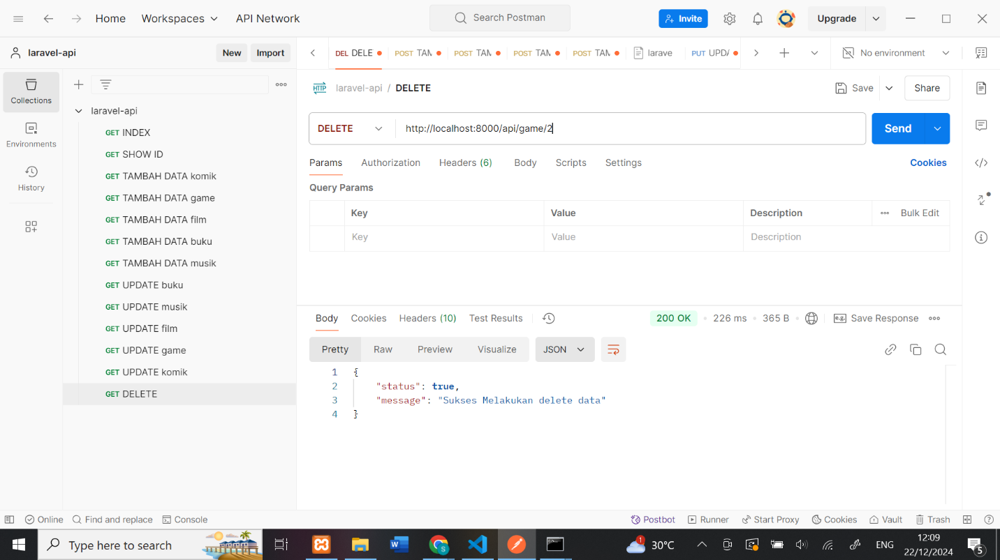 Home Workspaces API Network Search Postman Invite Upgrade
laravel-api New Import DEL DELE POST TAM POST TAM POST TAM POST TAM larave PUT UPDA No environment
laravel-api / DELETE Save Share
Collections
Environments
History
laravel-api
GET INDEX
GET SHOW ID
GET TAMBAH DATA komik
GET TAMBAH DATA game
GET TAMBAH DATA film
GET TAMBAH DATA buku
GET TAMBAH DATA musik
GET UPDATE buku
GET UPDATE musik
GET UPDATE film
GET UPDATE game
GET UPDATE komik
GET DELETE
HTTP
DELETE http://localhost:8000/api/game/2 Send
Params Authorization Headers (6) Body Scripts Settings Cookies
Query Params
Key Value Description Bulk Edit
Key Value Description
Body Cookies Headers (10) Test Results 200 OK 226 ms 365 B e.g. Save Response
Pretty Raw Preview Visualize JSON
1 {
2 "status": true,
3 "message": "Sukses Melakukan delete data"
4 }
Online Find and replace Console Postbot Runner Start Proxy Cookies Vault Trash
Type here to search 1 30°C ENG 12:09
22/12/2024 5